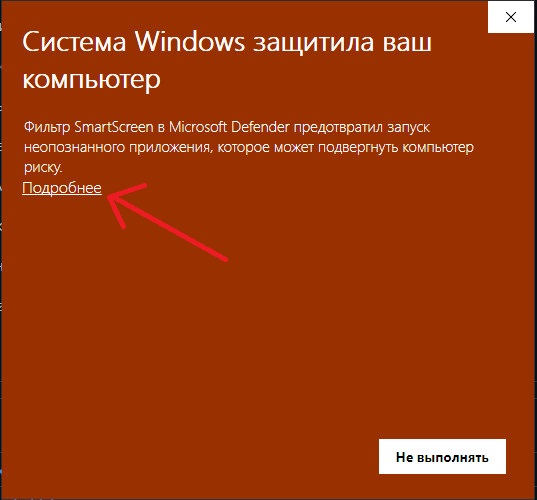 Система Windows защитила ваш
компьютер
Фильтр SmartScreen в Microsoft Defender предотвратил запуск
неопознанного приложения, которое может подвергнуть компьютер
риску.
Подробнее
Не выполнять